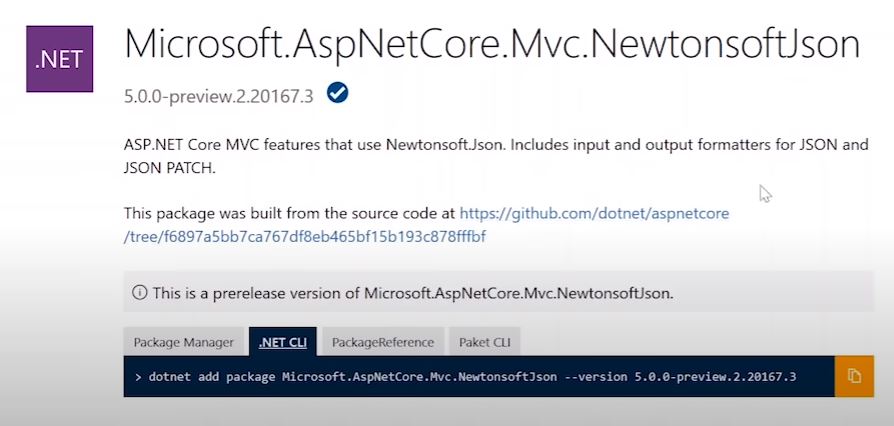 .NET
Microsoft.AspNetCore.Mvc.NewtonsoftJson
5.0.0-preview.2.20167.3
ASP.NET Core MVC features that use Newtonsoft.Json. Includes input and output formatters for JSON and
JSON PATCH.
This package was built from the source code at https://github.com/dotnet/aspnetcore
/tree/f6897a5bb7ca767df8eb465bf15b193c878fffbf
This is a prerelease version of Microsoft.AspNetCore.Mvc.NewtonsoftJson.
Package Manager .NET CLI PackageReference Paket CLI
> dotnet add package Microsoft.AspNetCore.Mvc.NewtonsoftJson --version 5.0.0-preview.2.20167.3